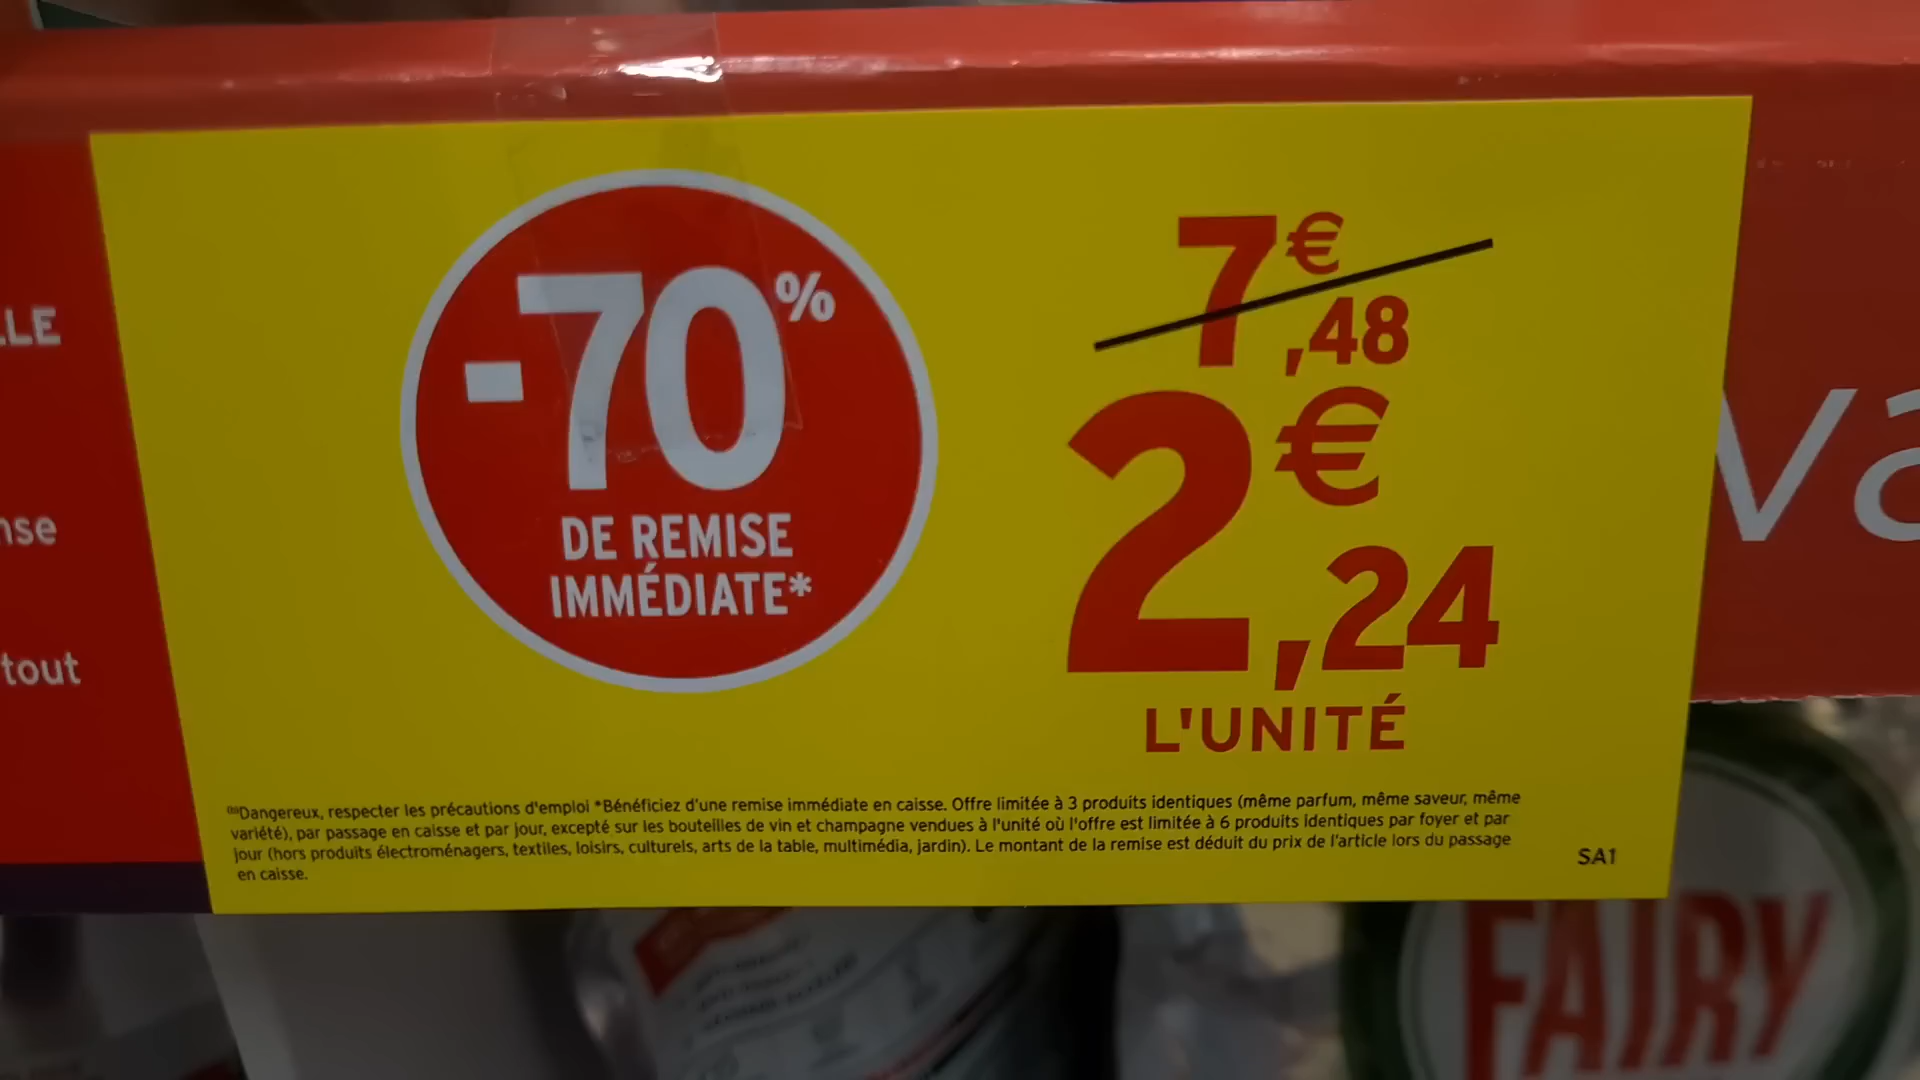 LLE
nse
tout
-70%
DE REMISE
IMMÉDIATE*
7€,48
2€,24
L'UNITÉ
Dangereux, respecter les précautions d'emploi *Bénéficiez d'une remise immédiate en caisse. Offre limitée à 3 produits identiques (même parfum, même saveur, même
variété), par passage en caisse et par jour, excepté sur les bouteilles de vin et champagne vendues à l'unité où l'offre est limitée à 6 produits identiques par foyer et par
jour (hors produits électroménagers, textiles, loisirs, culturels, arts de la table, multimédia, jardin). Le montant de la remise est déduit du prix de l'article lors du passage
en caisse.
SA1
va
FAIRY